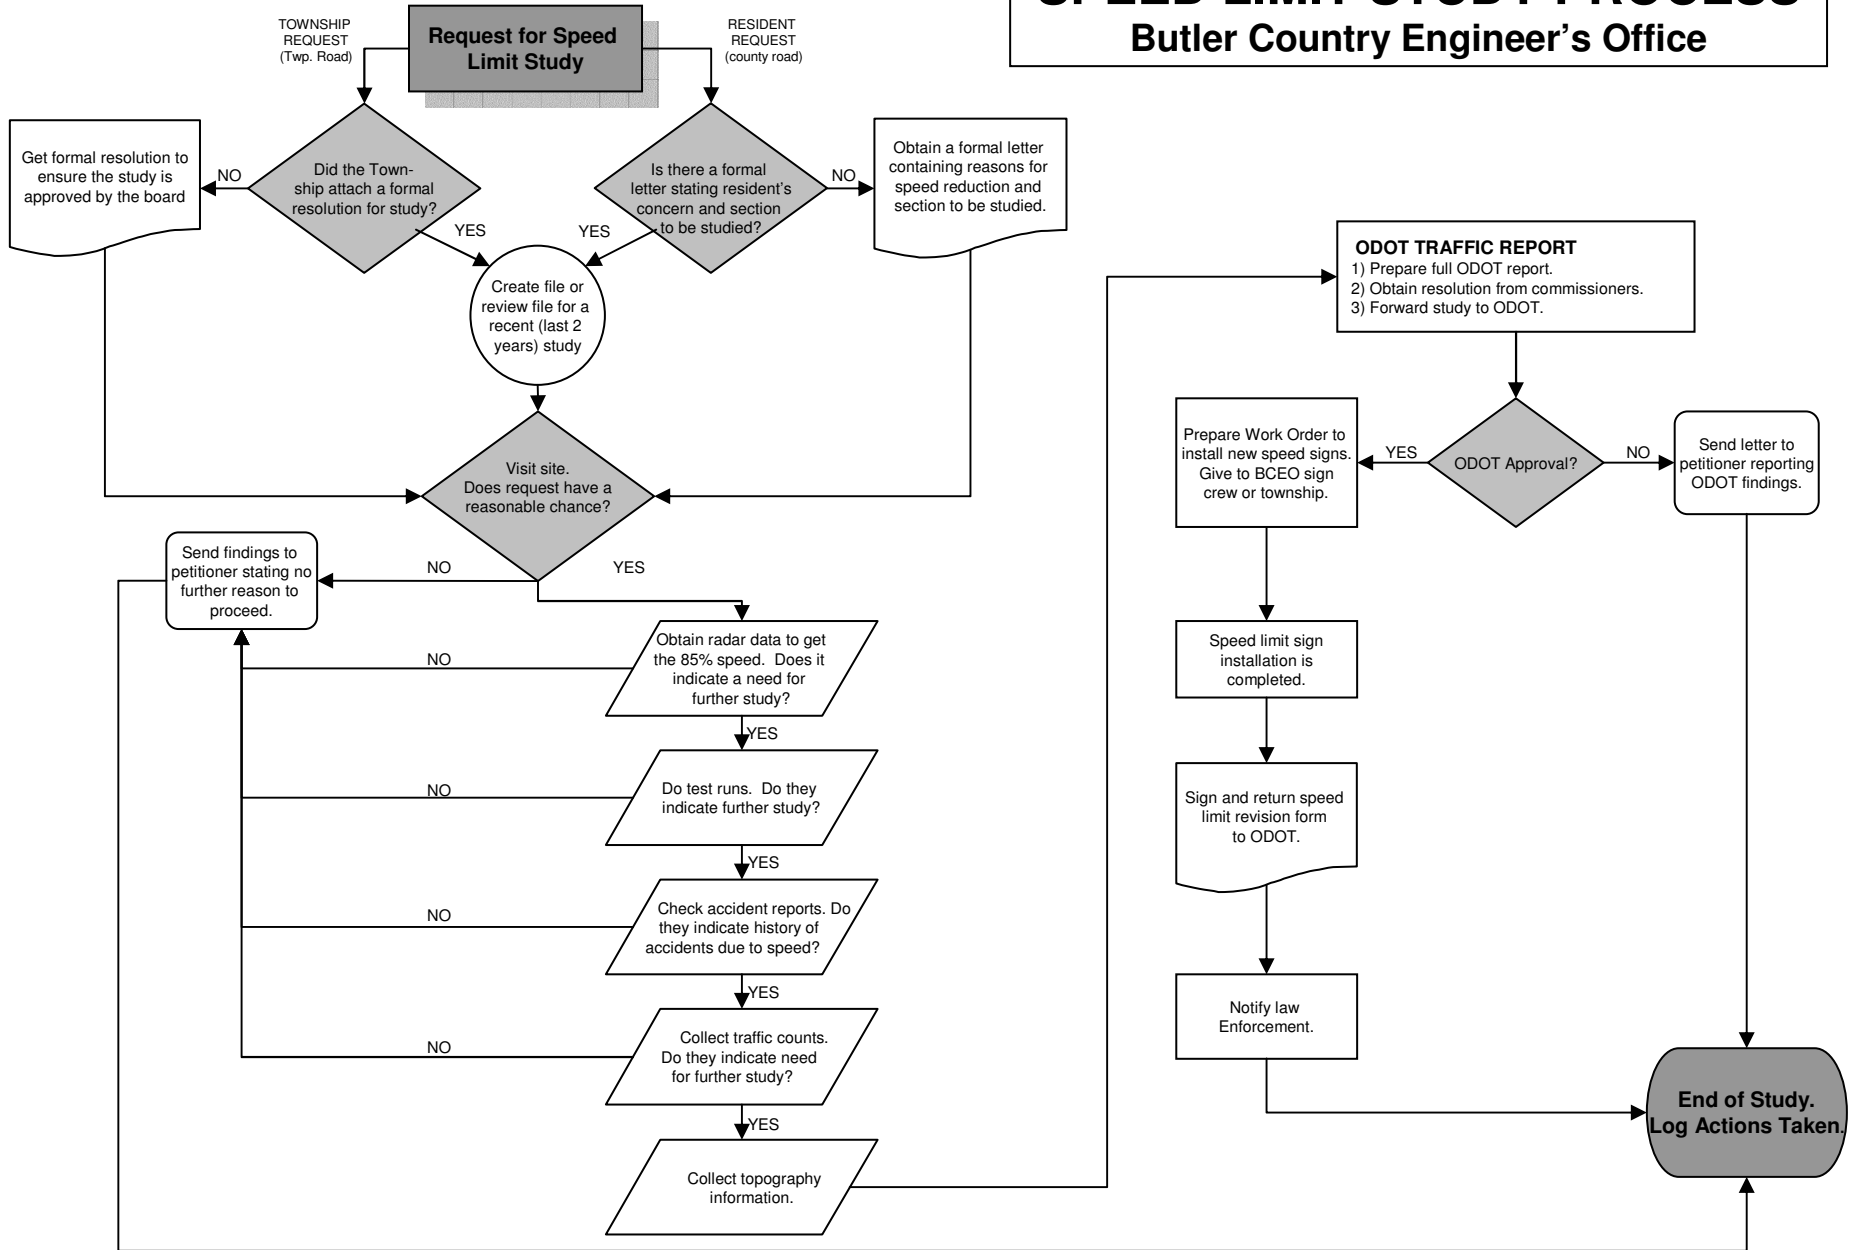 SPEED LIMIT STUDY PROCESS
Butler Country Engineer’s Office
TOWNSHIP
REQUEST
(Twp. Road)
Request for Speed
Limit Study
RESIDENT
REQUEST
(county road)
Get formal resolution to
ensure the study is
approved by the board
NO
Did the Town-
ship attach a formal
resolution for study?
YES
Is there a formal
letter stating resident’s
concern and section
to be studied?
YES
NO
Obtain a formal letter
containing reasons for
speed reduction and
section to be studied.
Create file or
review file for a
recent (last 2
years) study
Visit site.
Does request have a
reasonable chance?
NO
YES
Send findings to
petitioner stating no
further reason to
proceed.
Obtain radar data to get
the 85% speed. Does it
indicate a need for
further study?
NO
YES
Do test runs. Do they
indicate further study?
NO
YES
Check accident reports. Do
they indicate history of
accidents due to speed?
NO
YES
Collect traffic counts.
Do they indicate need
for further study?
NO
YES
Collect topography
information.
ODOT TRAFFIC REPORT
1) Prepare full ODOT report.
2) Obtain resolution from commissioners.
3) Forward study to ODOT.
ODOT Approval?
YES
NO
Prepare Work Order to
install new speed signs.
Give to BCEO sign
crew or township.
Send letter to
petitioner reporting
ODOT findings.
Speed limit sign
installation is
completed.
Sign and return speed
limit revision form
to ODOT.
Notify law
Enforcement.
End of Study.
Log Actions Taken.